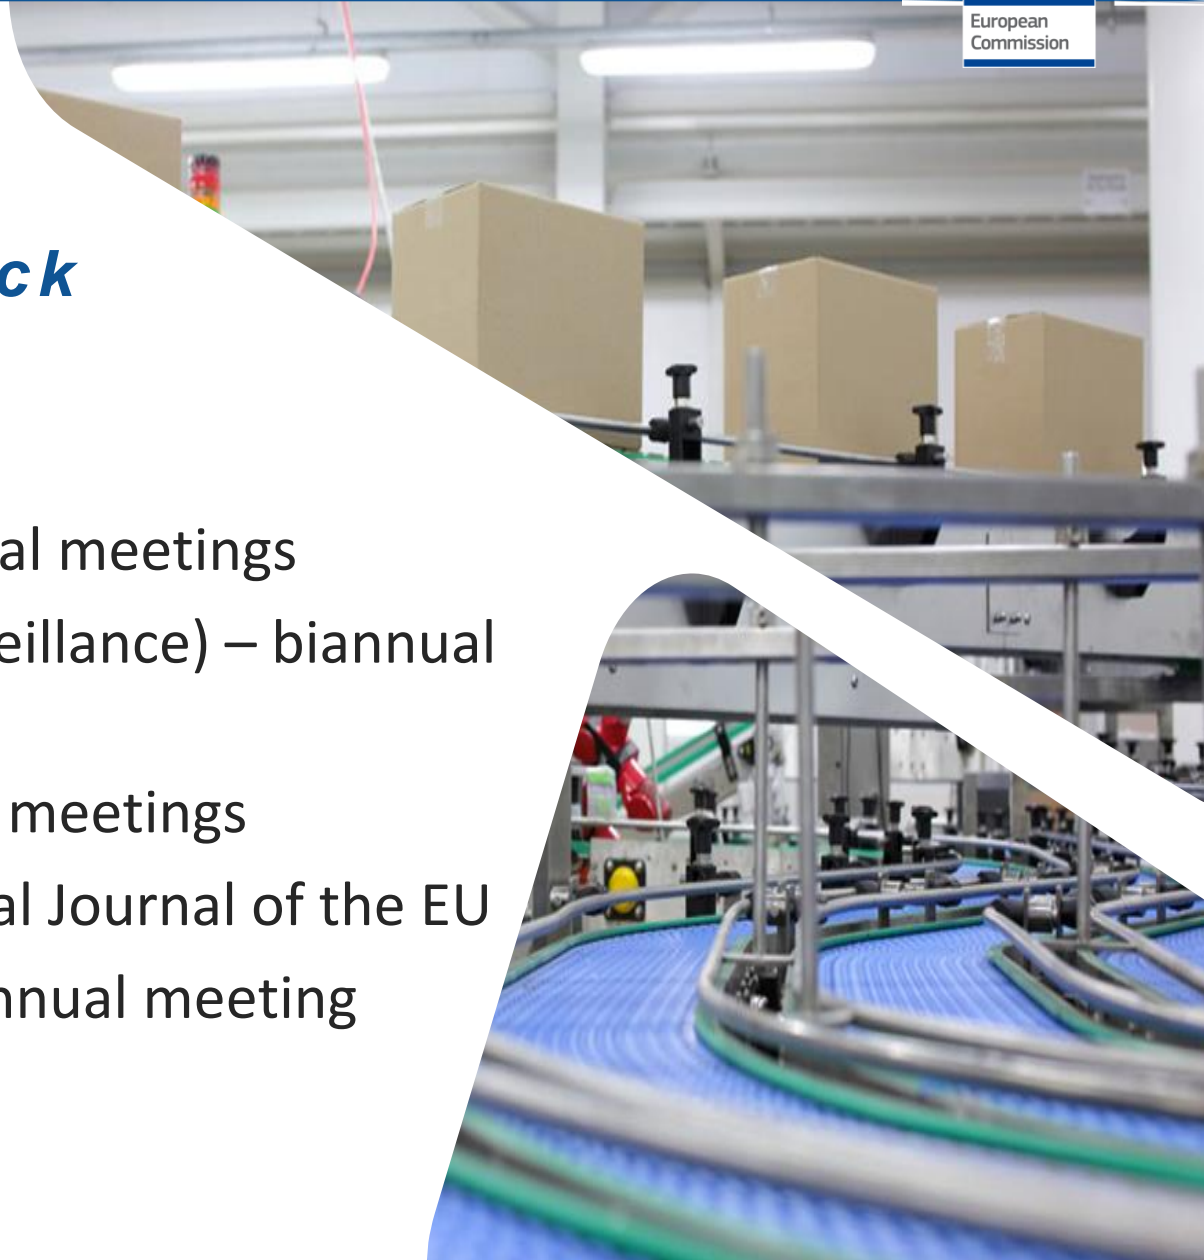 European
Commission
ck
al meetings
eillance) – biannual
meetings
al Journal of the EU
nnual meeting